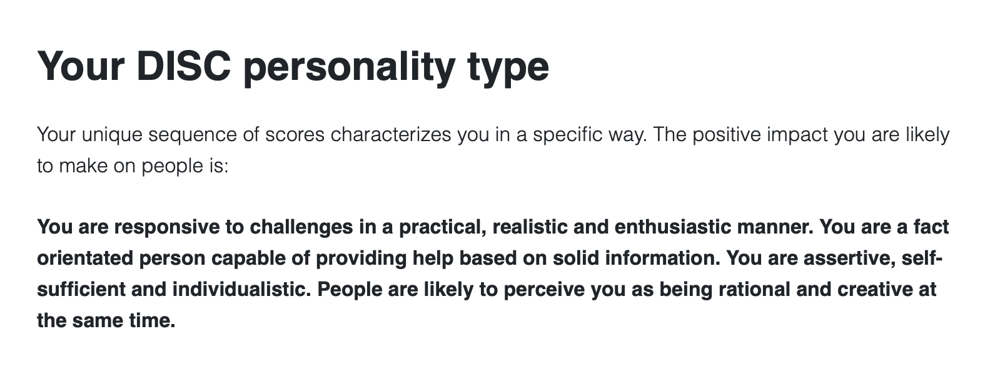 Your DISC personality type
Your unique sequence of scores characterizes you in a specific way. The positive impact you are likely
to make on people is:
You are responsive to challenges in a practical, realistic and enthusiastic manner. You are a fact
orientated person capable of providing help based on solid information. You are assertive, self-
sufficient and individualistic. People are likely to perceive you as being rational and creative at
the same time.